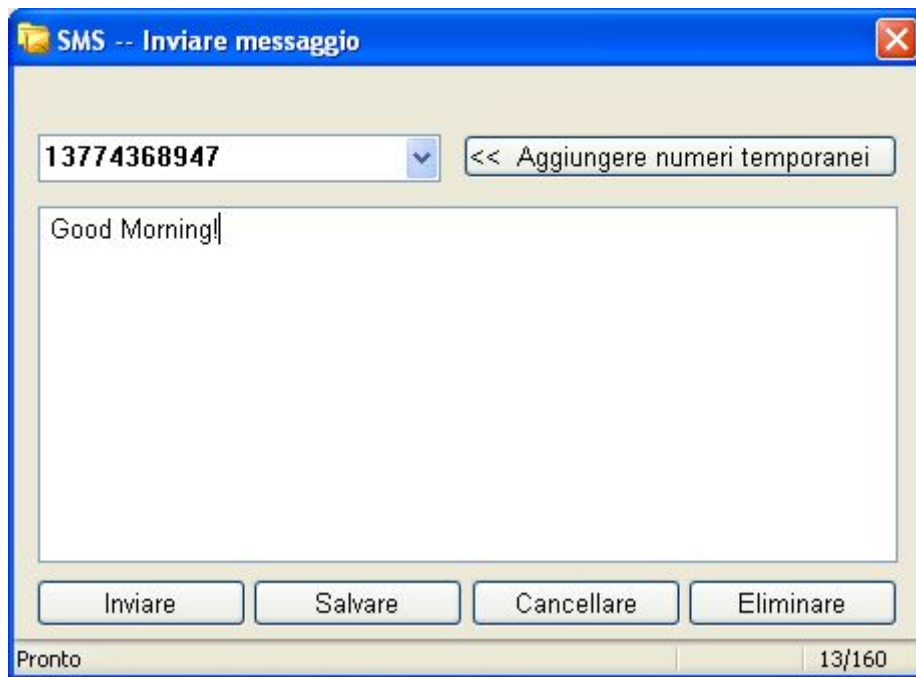 SMS -- Inviare messaggio
13774368947
<< Aggiungere numeri temporanei
Good Morning!
Inviare Salvare Cancellare Eliminare
Pronto 13/160